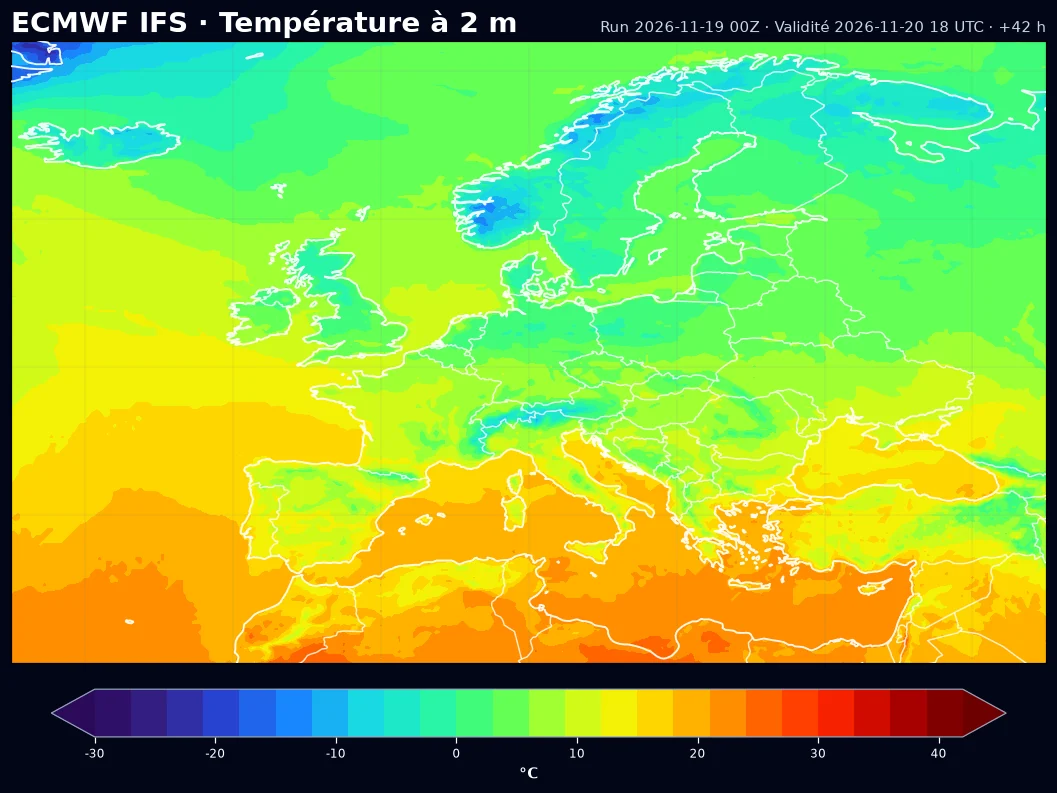 ECMWF IFS · Température à 2 m
Run 2026-11-19 00Z · Validité 2026-11-20 18 UTC · +42 h
-30 -20 -10 0 10 20 30 40
°C